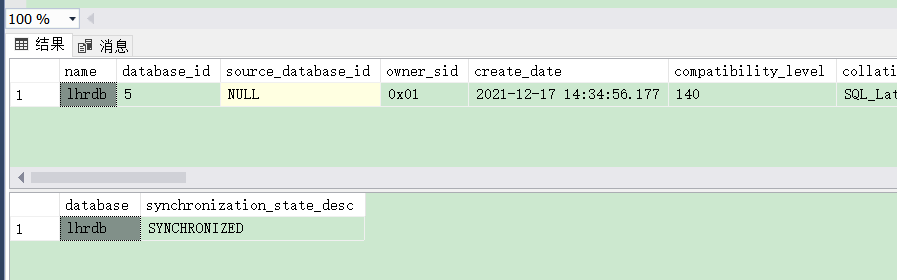 100 %
结果 消息
name database_id source_database_id owner_sid create_date compatibility_level collati
1 lhrdb 5 NULL 0x01 2021-12-17 14:34:56.177 140 SQL_Lat
database synchronization_state_desc
1 lhrdb SYNCHRONIZED